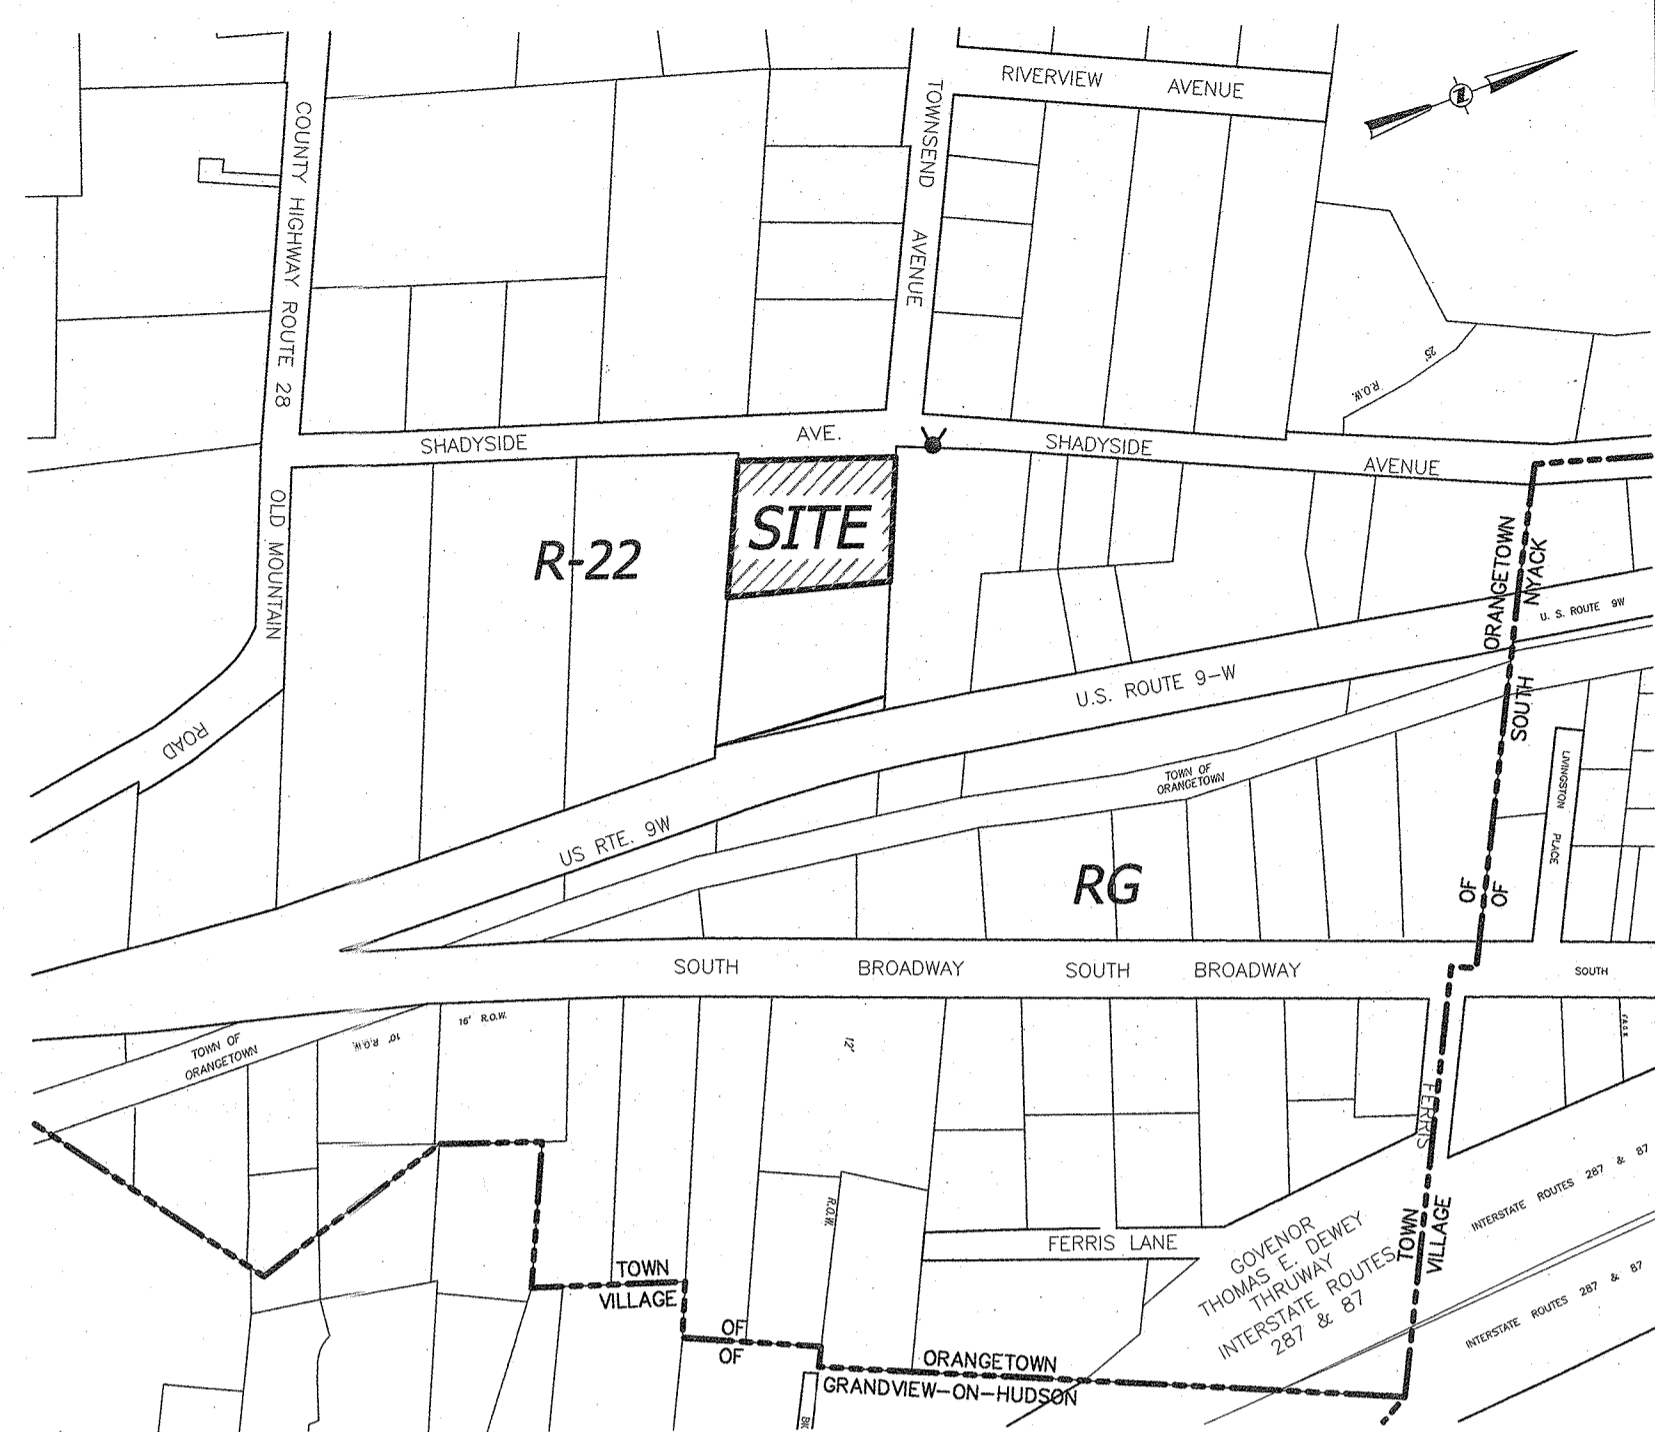 RIVERVIEW AVENUE
TOWNSEND AVENUE
COUNTY HIGHWAY ROUTE 28
25'
R.O.W.
SHADYSIDE AVE.
SHADYSIDE AVENUE
OLD MOUNTAIN
ROAD
R-22
SITE
ORANGETOWN
SOUTH NYACK
U. S. ROUTE 9W
U.S. ROUTE 9-W
US RTE. 9W
TOWN OF
ORANGETOWN
LIVINGSTON PLACE
RG
OF
OF
SOUTH BROADWAY SOUTH BROADWAY
SOUTH
TOWN OF
ORANGETOWN
10' R.O.W.
16' R.O.W.
12'
R.O.W.
FERRIS
FERRIS LANE
GOVENOR
THOMAS E. DEWEY
THRUWAY
INTERSTATE ROUTES
287 & 87
INTERSTATE ROUTES 287 & 87
INTERSTATE ROUTES 287 & 87
TOWN
VILLAGE
TOWN
VILLAGE
OF
OF
ORANGETOWN
GRANDVIEW-ON-HUDSON